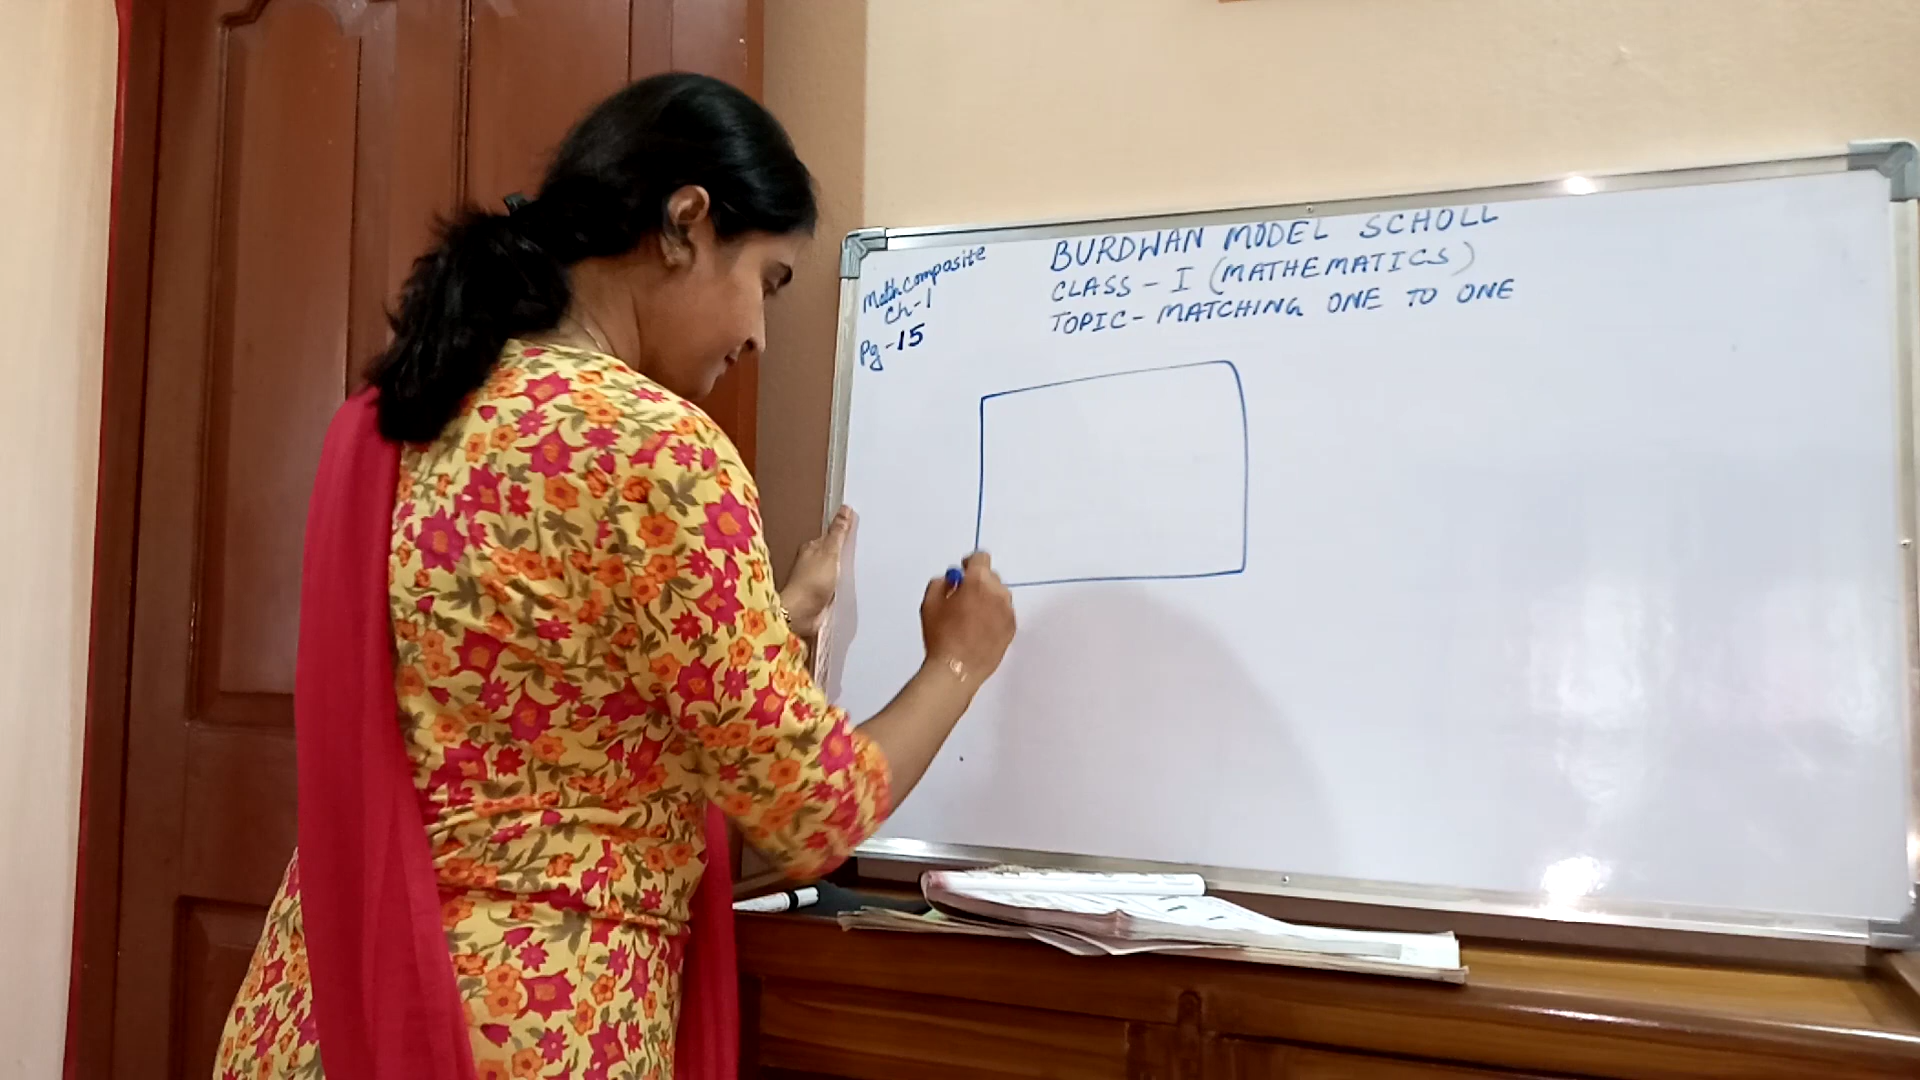 BURDWAN MODEL SCHOLL
CLASS - I (MATHEMATICS)
TOPIC - MATCHING ONE TO ONE
Math composite
Ch-1
Pg-15